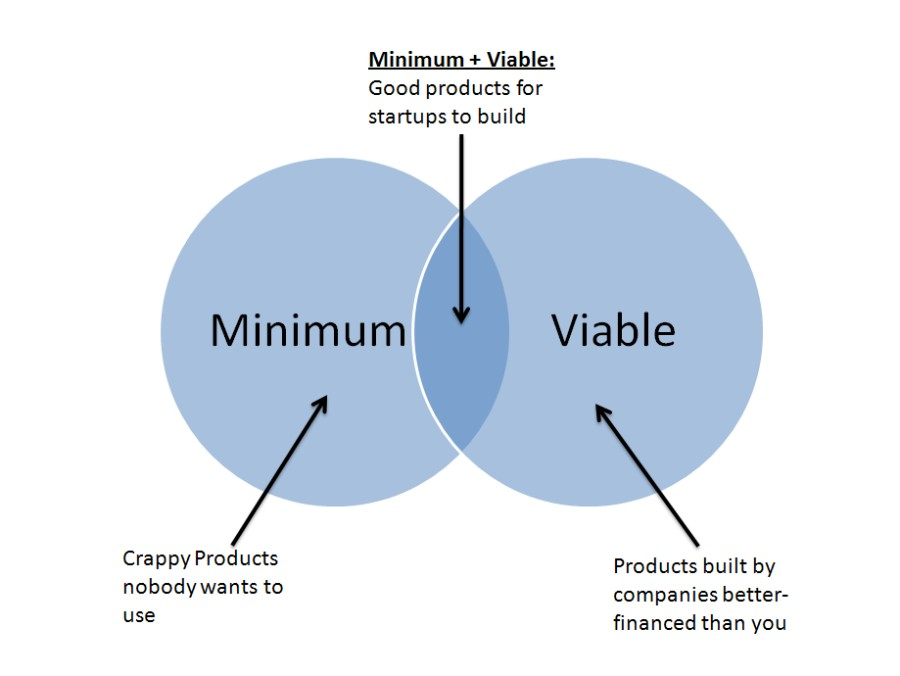 Minimum + Viable:
Good products for
startups to build
Minimum
Viable
Crappy Products
nobody wants to
use
Products built by
companies better-
financed than you